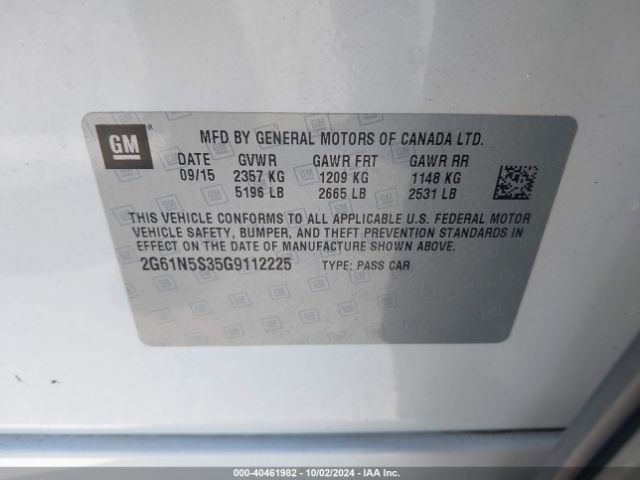 GM
MFD BY GENERAL MOTORS OF CANADA LTD.
DATE GVWR GAWR FRT GAWR RR
09/15 2357 KG 1209 KG 1148 KG
5196 LB 2665 LB 2531 LB
THIS VEHICLE CONFORMS TO ALL APPLICABLE U.S. FEDERAL MOTOR
VEHICLE SAFETY, BUMPER, AND THEFT PREVENTION STANDARDS IN
EFFECT ON THE DATE OF MANUFACTURE SHOWN ABOVE.
2G61N5S35G9112225 TYPE: PASS CAR
000-40461982 - 10/02/2024 - IAA Inc.